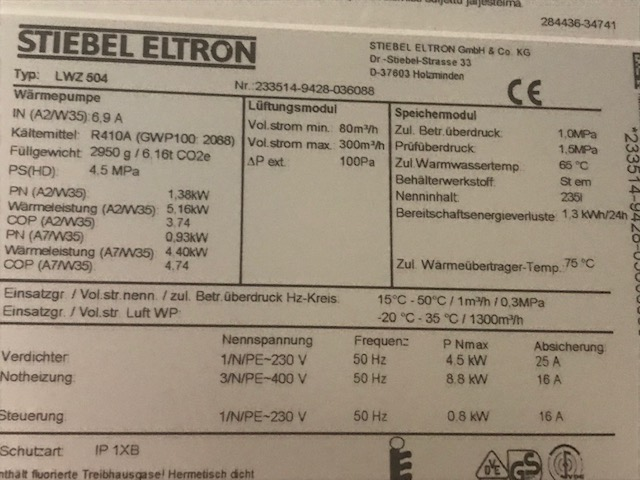 järjestelmä.
284436-34741
STIEBEL ELTRON
STIEBEL ELTRON GmbH & Co. KG
Dr.-Stiebel-Strasse 33
D-37603 Holzminden
Typ: LWZ 504
Nr.:233514-9428-036088
CE
Wärmepumpe
IN (A2/W35): 6,9 A
Kältemittel: R410A (GWP100: 2088)
Füllgewicht: 2950 g / 6,16t CO2e
PS(HD): 4,5 MPa
PN (A2/W35) 1,38kW
Wärmeleistung (A2/W35) 5,16kW
COP (A2/W35) 3.74
PN (A7/W35) 0,93kW
Wärmeleistung (A7/W35) 4,40kW
COP (A7/W35) 4,74
Lüftungsmodul
Vol.strom min. 80m³/h
Vol.strom max. 300m³/h
ΔP ext. 100Pa
Speichermodul
Zul. Betr.überdruck: 1,0MPa
Prüfüberdruck: 1,5MPa
Zul.Warmwassertemp. 65 °C
Behälterwerkstoff: St em
Nenninhalt: 235l
Bereitschaftsenergieverluste: 1,3 kWh/24h
Zul. Wärmeübertrager-Temp.: 75 °C
Einsatzgr. / Vol.str.nenn. / zul. Betr.überdruck Hz-Kreis: 15°C - 50°C / 1m³/h / 0,3MPa
Einsatzgr. / Vol.str. Luft WP: -20 °C - 35 °C / 1300m³/h
Nennspannung Frequenz P Nmax Absicherung
Verdichter: 1/N/PE~230 V 50 Hz 4.5 kW 25 A
Notheizung: 3/N/PE~400 V 50 Hz 8.8 kW 16 A
Steuerung: 1/N/PE~230 V 50 Hz 0.8 kW 16 A
Schutzart: IP 1XB
enthält fluorierte Treibhausgase! Hermetisch dicht
VDE GS